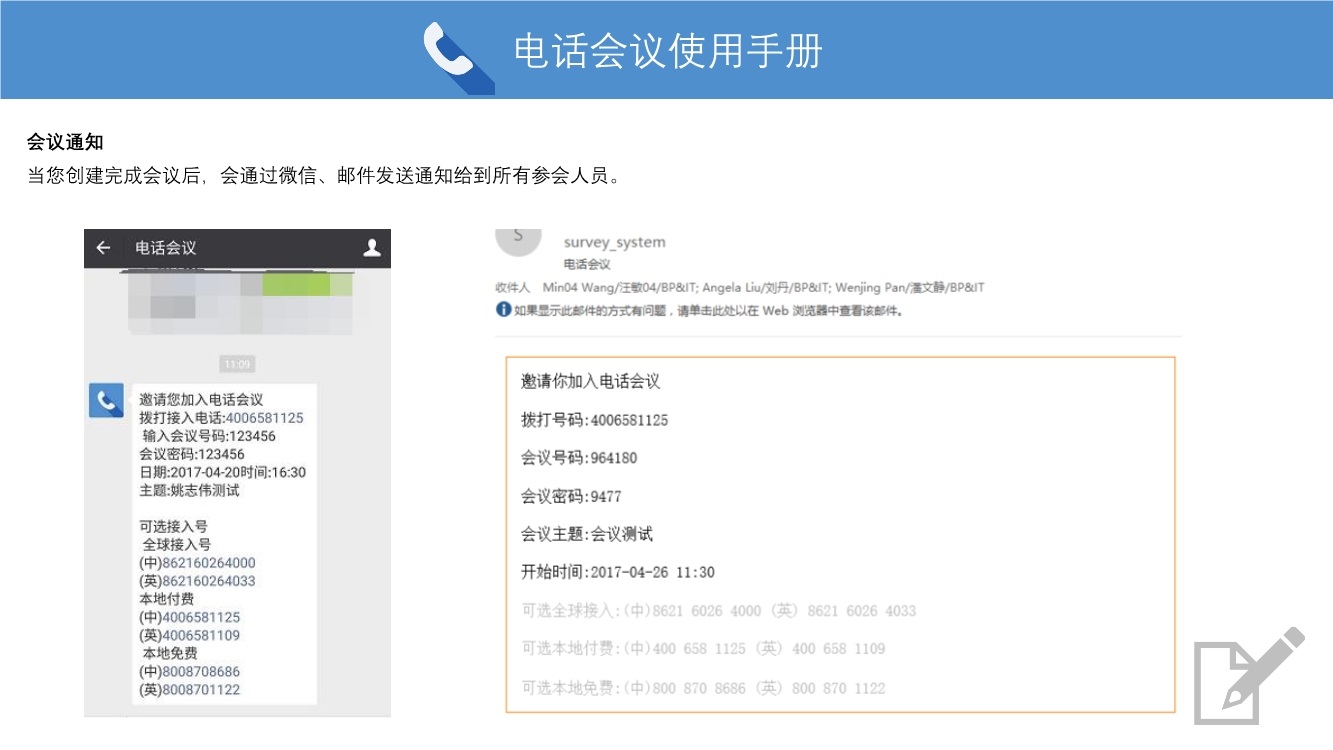 电话会议使用手册
会议通知
当您创建完成会议后，会通过微信、邮件发送通知给到所有参会人员。
电话会议
11:09
邀请您加入电话会议
拨打接入电话:4006581125
输入会议号码:123456
会议密码:123456
日期:2017-04-20时间:16:30
主题:姚志伟测试
可选接入号
全球接入号
(中)862160264000
(英)862160264033
本地付费
(中)4006581125
(英)4006581109
本地免费
(中)8008708686
(英)8008701122
S
survey_system
电话会议
收件人 Min04 Wang/汪敏04/BP&IT; Angela Liu/刘丹/BP&IT; Wenjing Pan/潘文静/BP&IT
如果显示此邮件的方式有问题，请单击此处以在 Web 浏览器中查看该邮件。
邀请你加入电话会议
拨打号码:4006581125
会议号码:964180
会议密码:9477
会议主题:会议测试
开始时间:2017-04-26 11:30
可选全球接入:(中)8621 6026 4000 (英) 8621 6026 4033
可选本地付费:(中)400 658 1125 (英) 400 658 1109
可选本地免费:(中)800 870 8686 (英) 800 870 1122